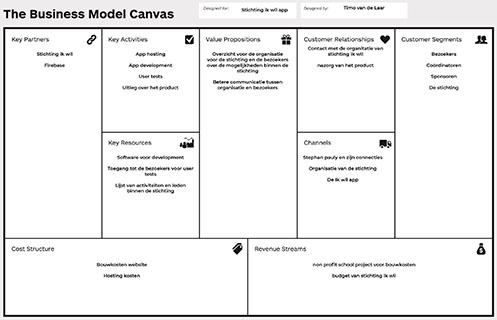 The Business Model Canvas
Designed for:
Stichting ik wil app
Designed by:
Timo van de Laar
Key Partners
Stichting ik wil
Firebase
Key Activities
App hosting
App development
User tests
Uitleg over het product
Key Resources
Software voor development
Toegang tot de bezoekers voor user
tests
Lijst van activiteiten en leden
binnen de stichting
Value Propositions
Overzicht voor de organisatie
voor de stichting en de bezoekers
over de mogelijkheden binnen de
stichting
Betere communicatie tussen
organisatie en bezoekers
Customer Relationships
Contact met de organitatie van
stichting ik wil
nazorg van het product
Channels
Stephan pauly en zijn connecties
Organisatie van de stichting
De ik wil app
Customer Segments
Bezoekers
Coördinatoren
Sponsoren
De stichting
Cost Structure
Bouwkosten website
Hosting kosten
Revenue Streams
non profit school project voor bouwkosten
budget van stichting ik wil